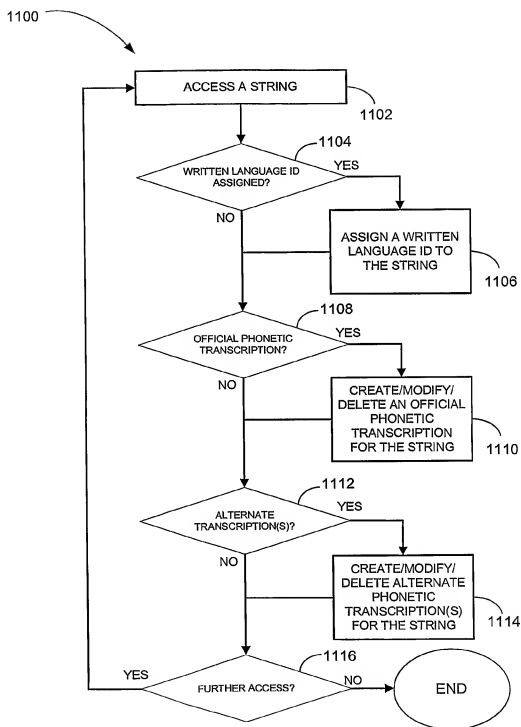 1100
ACCESS A STRING
1102
1104
WRITTEN LANGUAGE ID
ASSIGNED?
YES
NO
ASSIGN A WRITTEN
LANGUAGE ID TO
THE STRING
1106
1108
OFFICIAL PHONETIC
TRANSCRIPTION?
YES
NO
CREATE/MODIFY/
DELETE AN OFFICIAL
PHONETIC
TRANSCRIPTION
FOR THE STRING
1110
1112
ALTERNATE
TRANSCRIPTION(S)?
YES
NO
CREATE/MODIFY/
DELETE ALTERNATE
PHONETIC
TRANSCRIPTION(S)
FOR THE STRING
1114
1116
YES
FURTHER ACCESS?
NO
END